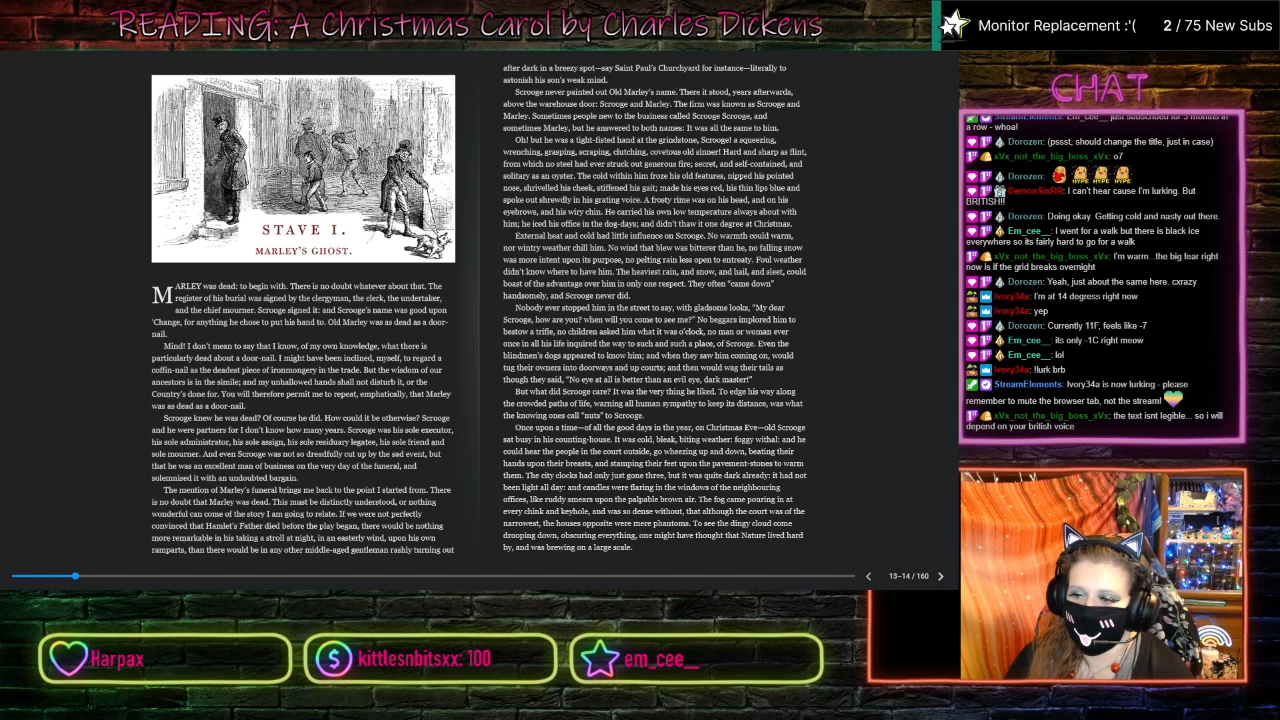 READING: A Christmas Carol by Charles Dickens
Monitor Replacement :'( 2 / 75 New Subs
STAVE I.
MARLEY'S GHOST.
MARLEY was dead: to begin with. There is no doubt whatever about that. The
register of his burial was signed by the clergyman, the clerk, the undertaker,
and the chief mourner. Scrooge signed it: and Scrooge's name was good upon
'Change, for anything he chose to put his hand to. Old Marley was as dead as a door-
nail.
Mind! I don't mean to say that I know, of my own knowledge, what there is
particularly dead about a door-nail. I might have been inclined, myself, to regard a
coffin-nail as the deadest piece of ironmongery in the trade. But the wisdom of our
ancestors is in the simile; and my unhallowed hands shall not disturb it, or the
Country's done for. You will therefore permit me to repeat, emphatically, that Marley
was as dead as a door-nail.
Scrooge knew he was dead? Of course he did. How could it be otherwise? Scrooge
and he were partners for I don't know how many years. Scrooge was his sole executor,
his sole administrator, his sole assign, his sole residuary legatee, his sole friend and
sole mourner. And even Scrooge was not so dreadfully cut up by the sad event, but
that he was an excellent man of business on the very day of the funeral, and
solemnised it with an undoubted bargain.
The mention of Marley's funeral brings me back to the point I started from. There
is no doubt that Marley was dead. This must be distinctly understood, or nothing
wonderful can come of the story I am going to relate. If we were not perfectly
convinced that Hamlet's Father died before the play began, there would be nothing
more remarkable in his taking a stroll at night, in an easterly wind, upon his own
ramparts, than there would be in any other middle-aged gentleman rashly turning out
after dark in a breezy spot—say Saint Paul's Churchyard for instance—literally to
astonish his son's weak mind.
Scrooge never painted out Old Marley's name. There it stood, years afterwards,
above the warehouse door: Scrooge and Marley. The firm was known as Scrooge and
Marley. Sometimes people new to the business called Scrooge Scrooge, and
sometimes Marley, but he answered to both names: It was all the same to him.
Oh! but he was a tight-fisted hand at the grindstone, Scrooge! a squeezing,
wrenching, grasping, scraping, clutching, covetous old sinner! Hard and sharp as flint,
from which no steel had ever struck out generous fire; secret, and self-contained, and
solitary as an oyster. The cold within him froze his old features, nipped his pointed
nose, shrivelled his cheek, stiffened his gait; made his eyes red, his thin lips blue and
spoke out shrewdly in his grating voice. A frosty rime was on his head, and on his
eyebrows, and his wiry chin. He carried his own low temperature always about with
him; he iced his office in the dog-days; and didn't thaw it one degree at Christmas.
External heat and cold had little influence on Scrooge. No warmth could warm,
nor wintry weather chill him. No wind that blew was bitterer than he, no falling snow
was more intent upon its purpose, no pelting rain less open to entreaty. Foul weather
didn't know where to have him. The heaviest rain, and snow, and hail, and sleet, could
boast of the advantage over him in only one respect. They often "came down"
handsomely, and Scrooge never did.
Nobody ever stopped him in the street to say, with gladsome looks, "My dear
Scrooge, how are you? when will you come to see me?" No beggars implored him to
bestow a trifle, no children asked him what it was o'clock, no man or woman ever
once in all his life inquired the way to such and such a place, of Scrooge. Even the
blindmen's dogs appeared to know him; and when they saw him coming on, would
tug their owners into doorways and up courts; and then would wag their tails as
though they said, "No eye at all is better than an evil eye, dark master!"
But what did Scrooge care? It was the very thing he liked. To edge his way along
the crowded paths of life, warning all human sympathy to keep its distance, was what
the knowing ones call "nuts" to Scrooge.
Once upon a time—of all the good days in the year, on Christmas Eve—old Scrooge
sat busy in his counting-house. It was cold, bleak, biting weather: foggy withal: and he
could hear the people in the court outside, go wheezing up and down, beating their
hands upon their breasts, and stamping their feet upon the pavement-stones to warm
them. The city clocks had only just gone three, but it was quite dark already: it had not
been light all day: and candles were flaring in the windows of the neighbouring
offices, like ruddy smears upon the palpable brown air. The fog came pouring in at
every chink and keyhole, and was so dense without, that although the court was of the
narrowest, the houses opposite were mere phantoms. To see the dingy cloud come
drooping down, obscuring everything, one might have thought that Nature lived hard
by, and was brewing on a large scale.
13–14 / 160
CHAT
StreamElements: Em_cee__ just subscribed for 3 months in
a row - whoa!
Dorozen: (pssst, should change the title, just in case)
xVx_not_the_big_boss_xVx: o7
Dorozen: HYPE HYPE HYPE
DemonSixRR: I can't hear cause I'm lurking. But
BRITISH!!
Dorozen: Doing okay. Getting cold and nasty out there.
Em_cee__: I went for a walk but there is black ice
everywhere so its fairly hard to go for a walk
xVx_not_the_big_boss_xVx: I'm warm...the big fear right
now is if the grid breaks overnight
Dorozen: Yeah, just about the same here. cxrazy
Ivory34a: I'm at 14 degress right now
Ivory34a: yep
Dorozen: Currently 11F, feels like -7
Em_cee__: its only -1C right meow
Em_cee__: lol
Ivory34a: !lurk brb
StreamElements: Ivory34a is now lurking - please
remember to mute the browser tab, not the stream!
xVx_not_the_big_boss_xVx: the text isnt legible... so i will
depend on your british voice
Harpax
kittlesnbitsxx: 100
em_cee__